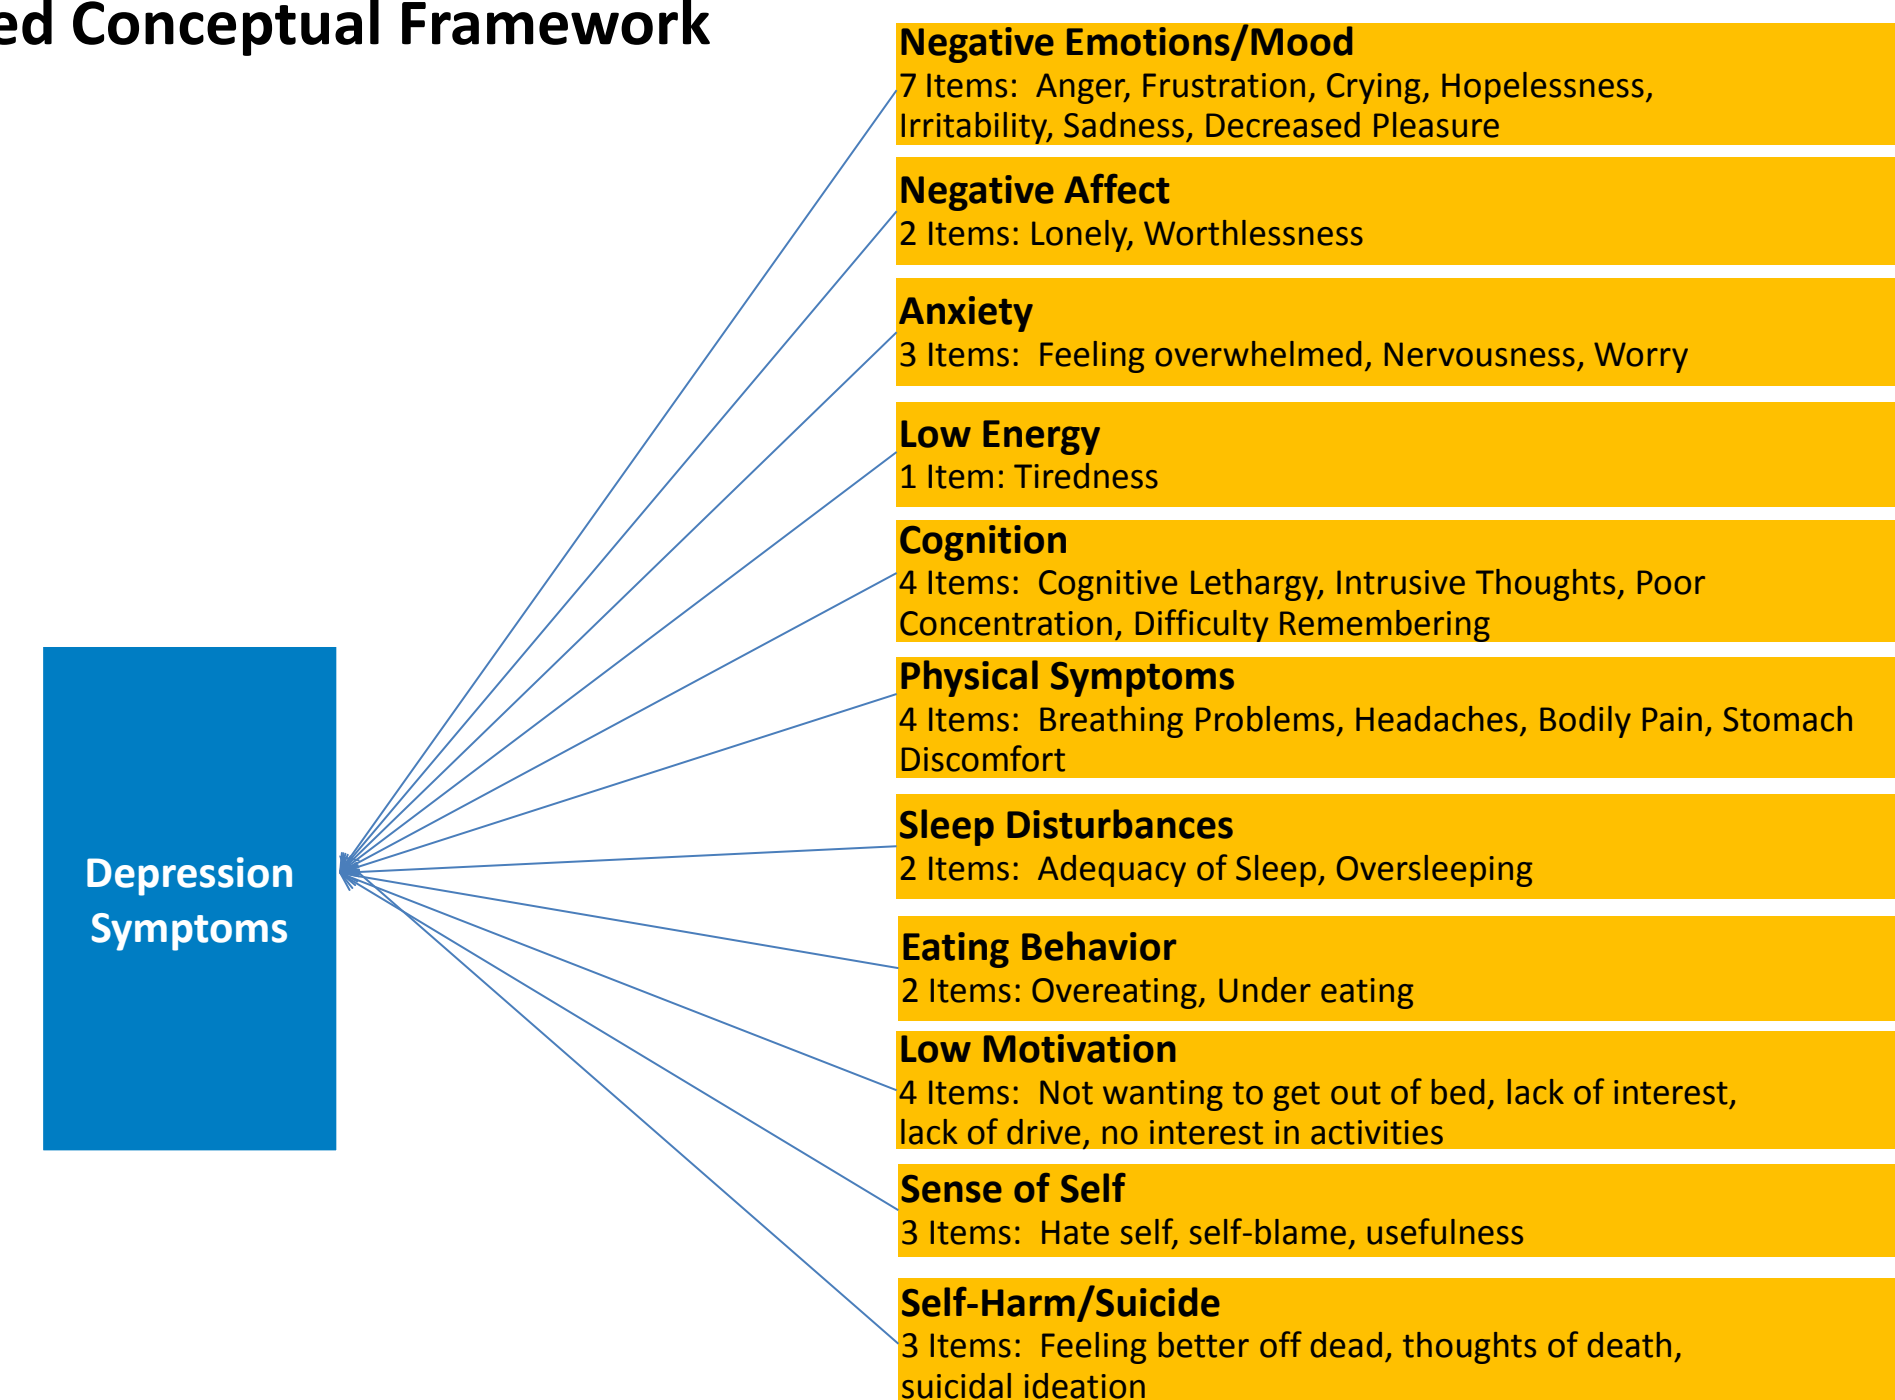 ed Conceptual Framework
Negative Emotions/Mood
7 Items:  Anger, Frustration, Crying, Hopelessness,
Irritability, Sadness, Decreased Pleasure
Negative Affect
2 Items: Lonely, Worthlessness
Anxiety
3 Items:  Feeling overwhelmed, Nervousness, Worry
Low Energy
1 Item: Tiredness
Cognition
4 Items:  Cognitive Lethargy, Intrusive Thoughts, Poor
Concentration, Difficulty Remembering
Physical Symptoms
4 Items:  Breathing Problems, Headaches, Bodily Pain, Stomach
Discomfort
Sleep Disturbances
2 Items:  Adequacy of Sleep, Oversleeping
Eating Behavior
2 Items: Overeating, Under eating
Low Motivation
4 Items:  Not wanting to get out of bed, lack of interest,
lack of drive, no interest in activities
Sense of Self
3 Items:  Hate self, self-blame, usefulness
Self-Harm/Suicide
3 Items:  Feeling better off dead, thoughts of death,
suicidal ideation
Depression
Symptoms